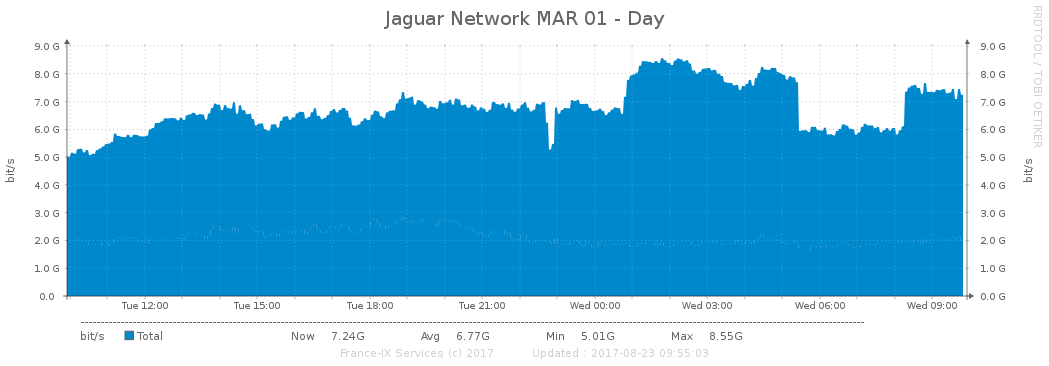 Jaguar Network MAR 01 - Day
RRDTOOL / TOBI OETIKER
bit/s
bit/s
9.0 G 9.0 G
8.0 G 8.0 G
7.0 G 7.0 G
6.0 G 6.0 G
5.0 G 5.0 G
4.0 G 4.0 G
3.0 G 3.0 G
2.0 G 2.0 G
1.0 G 1.0 G
0.0 0.0 G
Tue 12:00 Tue 15:00 Tue 18:00 Tue 21:00 Wed 00:00 Wed 03:00 Wed 06:00 Wed 09:00
bit/s Total Now 7.24G Avg 6.77G Min 5.01G Max 8.55G
France-IX Services (c) 2017 Updated : 2017-08-23 09:55:03